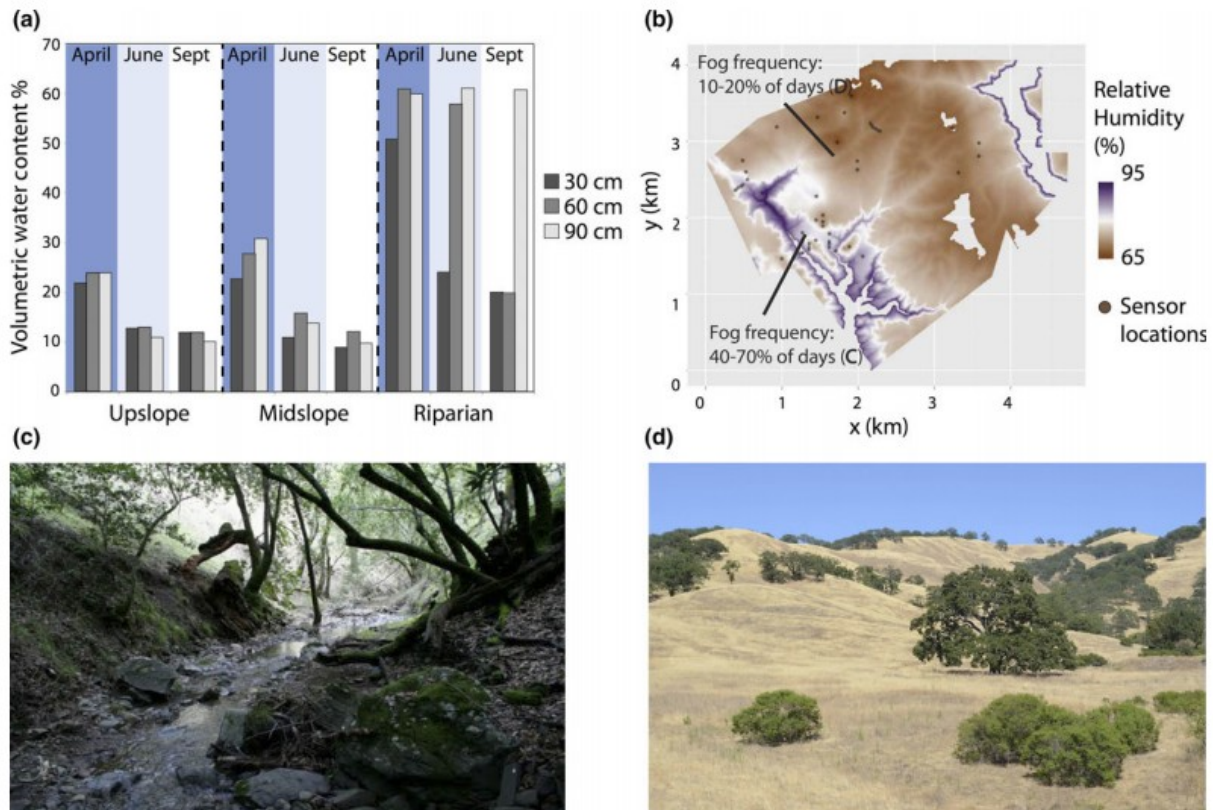 (a)
70
60
50
40
30
20
10
0
Volumetric water content %
April June Sept April June Sept April June Sept
30 cm
60 cm
90 cm
Upslope Midslope Riparian
(b)
4
3
2
1
0
y (km)
Fog frequency:
10-20% of days (D)
Fog frequency:
40-70% of days (C)
0 1 2 3 4
x (km)
Relative
Humidity
(%)
95
65
Sensor
locations
(c)
(d)